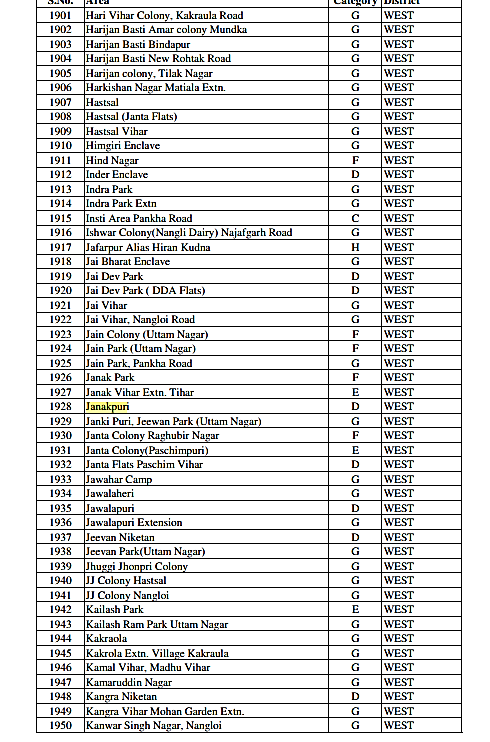 S.No. Area Category District
1901 Hari Vihar Colony, Kakraula Road G WEST
1902 Harijan Basti Amar colony Mundka G WEST
1903 Harijan Basti Bindapur G WEST
1904 Harijan Basti New Rohtak Road G WEST
1905 Harijan colony, Tilak Nagar G WEST
1906 Harkishan Nagar Matiala Extn. G WEST
1907 Hastsal G WEST
1908 Hastsal (Janta Flats) G WEST
1909 Hastsal Vihar G WEST
1910 Himgiri Enclave G WEST
1911 Hind Nagar F WEST
1912 Inder Enclave D WEST
1913 Indra Park G WEST
1914 Indra Park Extn G WEST
1915 Insti Area Pankha Road C WEST
1916 Ishwar Colony(Nangli Dairy) Najafgarh Road G WEST
1917 Jafarpur Alias Hiran Kudna H WEST
1918 Jai Bharat Enclave G WEST
1919 Jai Dev Park D WEST
1920 Jai Dev Park ( DDA Flats) D WEST
1921 Jai Vihar G WEST
1922 Jai Vihar, Nangloi Road G WEST
1923 Jain Colony (Uttam Nagar) F WEST
1924 Jain Park (Uttam Nagar) F WEST
1925 Jain Park, Pankha Road G WEST
1926 Janak Park F WEST
1927 Janak Vihar Extn. Tihar E WEST
1928 Janakpuri D WEST
1929 Janki Puri, Jeewan Park (Uttam Nagar) G WEST
1930 Janta Colony Raghubir Nagar F WEST
1931 Janta Colony(Paschimpuri) E WEST
1932 Janta Flats Paschim Vihar D WEST
1933 Jawahar Camp G WEST
1934 Jawalaheri G WEST
1935 Jawalapuri D WEST
1936 Jawalapuri Extension G WEST
1937 Jeevan Niketan D WEST
1938 Jeevan Park(Uttam Nagar) G WEST
1939 Jhuggi Jhonpri Colony G WEST
1940 JJ Colony Hastsal G WEST
1941 JJ Colony Nangloi G WEST
1942 Kailash Park E WEST
1943 Kailash Ram Park Uttam Nagar G WEST
1944 Kakraola G WEST
1945 Kakrola Extn. Village Kakraula G WEST
1946 Kamal Vihar, Madhu Vihar G WEST
1947 Kamaruddin Nagar G WEST
1948 Kangra Niketan D WEST
1949 Kangra Vihar Mohan Garden Extn. G WEST
1950 Kanwar Singh Nagar, Nangloi G WEST